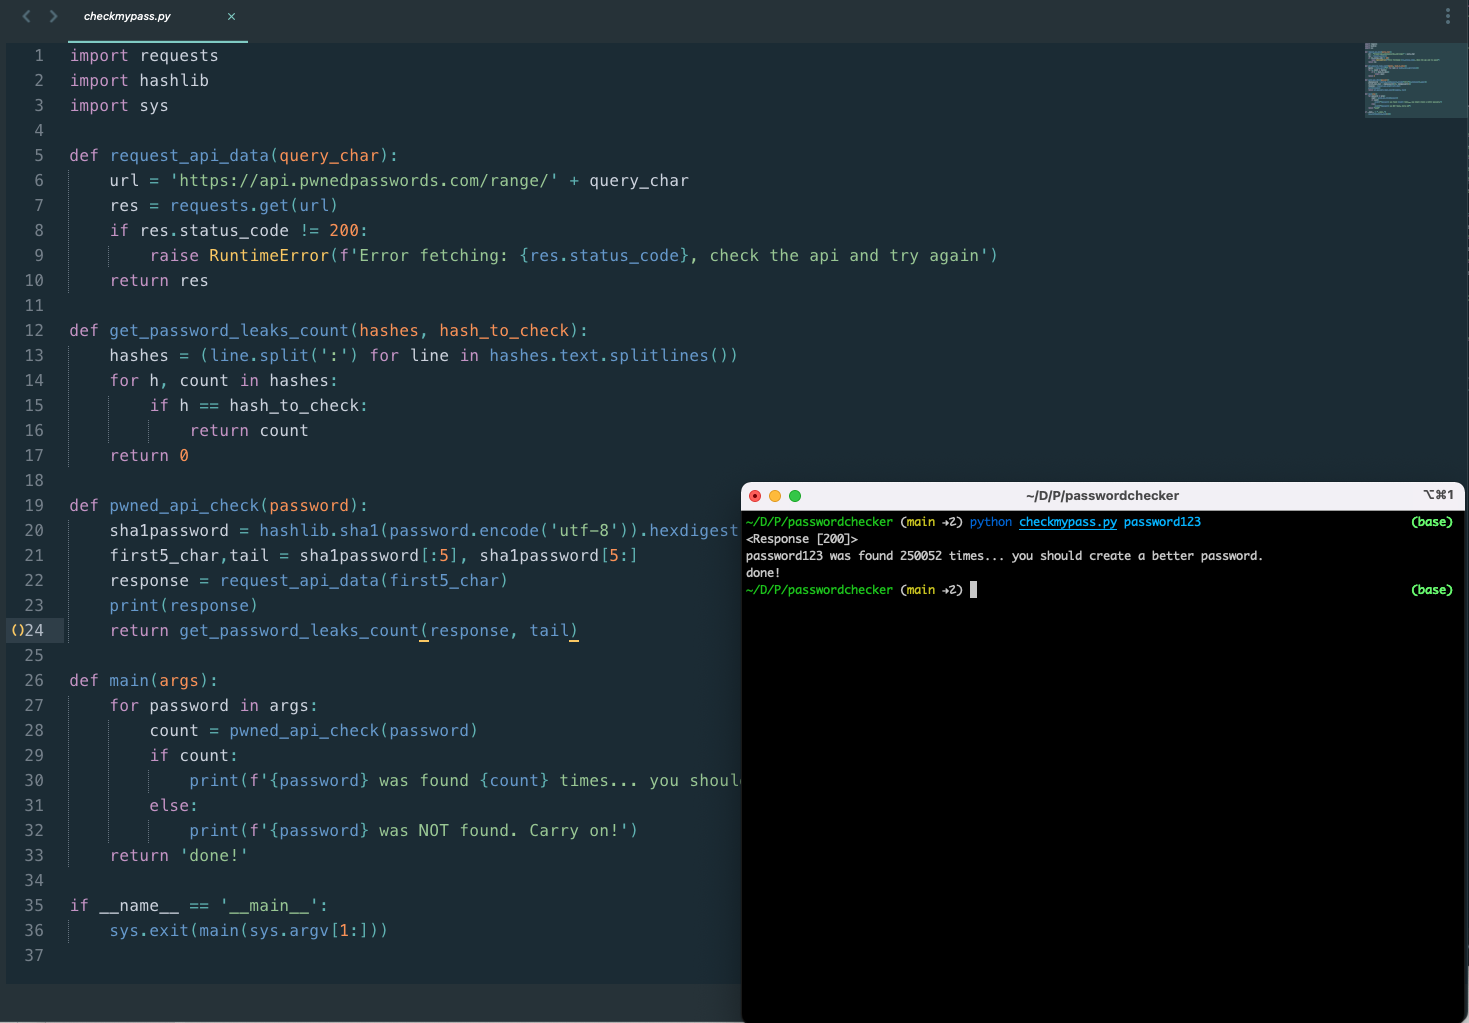 checkmypass.py ×
1 import requests
2 import hashlib
3 import sys
4
5 def request_api_data(query_char):
6     url = 'https://api.pwnedpasswords.com/range/' + query_char
7     res = requests.get(url)
8     if res.status_code != 200:
9         raise RuntimeError(f'Error fetching: {res.status_code}, check the api and try again')
10     return res
11
12 def get_password_leaks_count(hashes, hash_to_check):
13     hashes = (line.split(':') for line in hashes.text.splitlines())
14     for h, count in hashes:
15         if h == hash_to_check:
16             return count
17     return 0
18
19 def pwned_api_check(password):
20     sha1password = hashlib.sha1(password.encode('utf-8')).hexdigest
21     first5_char,tail = sha1password[:5], sha1password[5:]
22     response = request_api_data(first5_char)
23     print(response)
()24     return get_password_leaks_count(response, tail)
25
26 def main(args):
27     for password in args:
28         count = pwned_api_check(password)
29         if count:
30             print(f'{password} was found {count} times... you shoul
31         else:
32             print(f'{password} was NOT found. Carry on!')
33     return 'done!'
34
35 if __name__ == '__main__':
36     sys.exit(main(sys.argv[1:]))
37
~/D/P/passwordchecker ⌥⌘1
~/D/P/passwordchecker (main →2) python checkmypass.py password123 (base)
<Response [200]>
password123 was found 250052 times... you should create a better password.
done!
~/D/P/passwordchecker (main →2) (base)